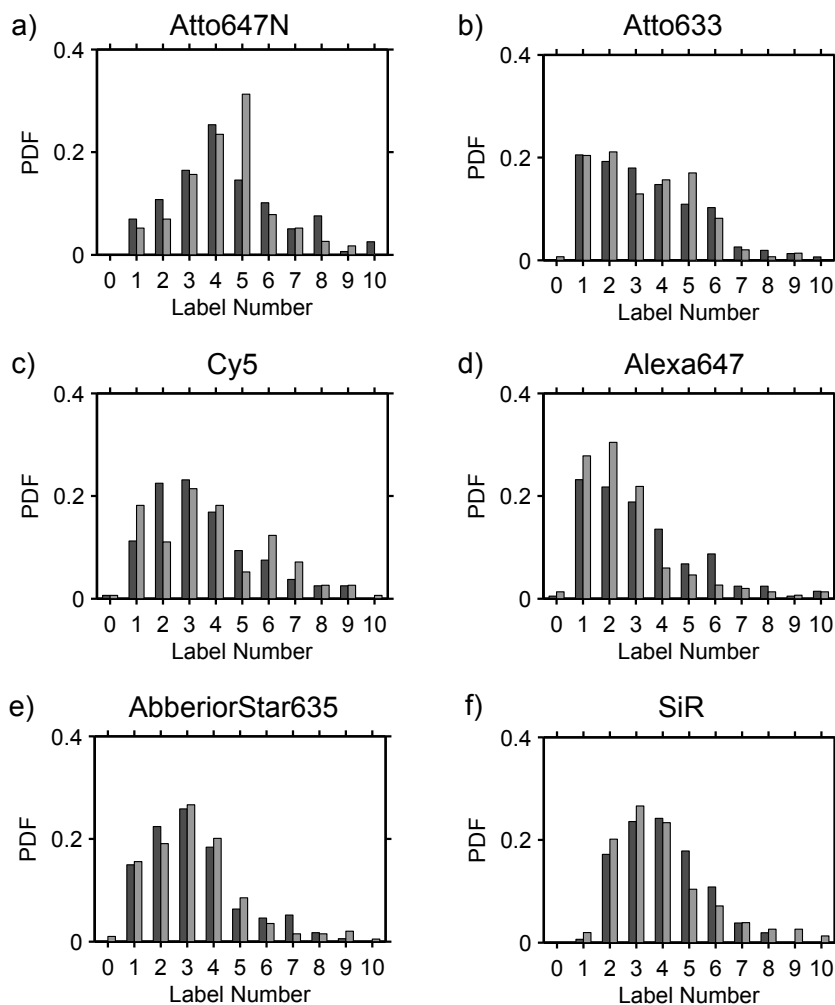 a) Atto647N
0.4
0.2
0
PDF
0 1 2 3 4 5 6 7 8 9 10
Label Number
b) Atto633
0.4
0.2
0
PDF
0 1 2 3 4 5 6 7 8 9 10
Label Number
c) Cy5
0.4
0.2
0
PDF
0 1 2 3 4 5 6 7 8 9 10
Label Number
d) Alexa647
0.4
0.2
0
PDF
0 1 2 3 4 5 6 7 8 9 10
Label Number
e) AbberiorStar635
0.4
0.2
0
PDF
0 1 2 3 4 5 6 7 8 9 10
Label Number
f) SiR
0.4
0.2
0
PDF
0 1 2 3 4 5 6 7 8 9 10
Label Number